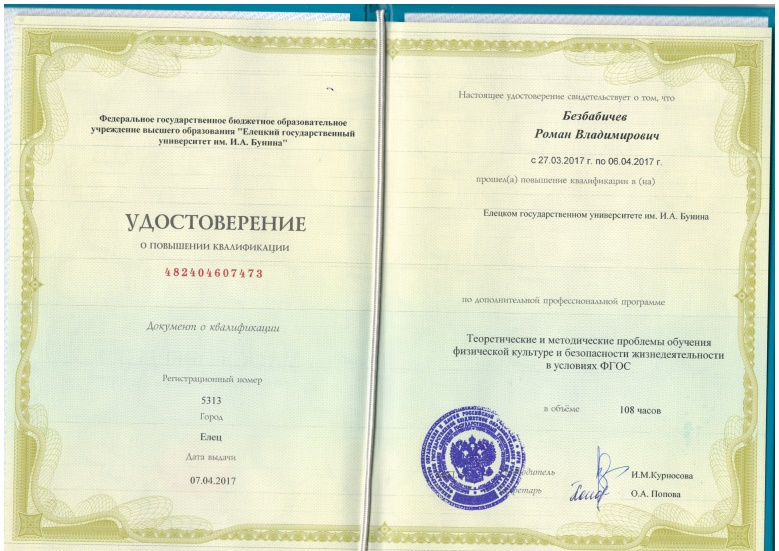 Федеральное государственное бюджетное образовательное
учреждение высшего образования "Елецкий государственный
университет им. И.А. Бунина"
УДОСТОВЕРЕНИЕ
О ПОВЫШЕНИИ КВАЛИФИКАЦИИ
482404607473
Документ о квалификации
Регистрационный номер
5313
Город
Елец
Дата выдачи
07.04.2017
Настоящее удостоверение свидетельствует о том, что
Безбабичев
Роман Владимирович
с 27.03.2017 г. по 06.04.2017 г.
прошел(а) повышение квалификации в (на)
Елецком государственном университете им. И.А. Бунина
по дополнительной профессиональной программе
Теоретические и методические проблемы обучения
физической культуре и безопасности жизнедеятельности
в условиях ФГОС
в объёме 108 часов
И.М.Курносова
О.А. Попова